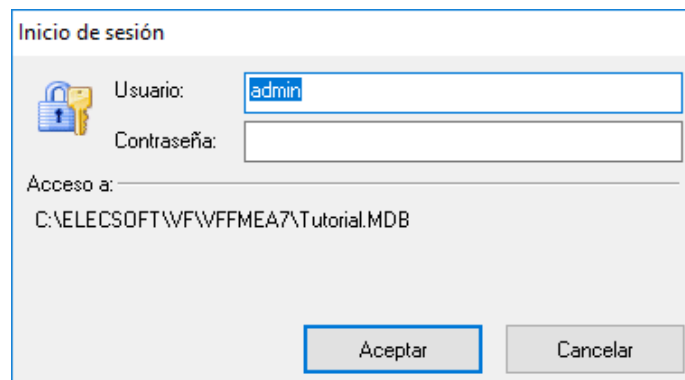 Inicio de sesión
Usuario: admin
Contraseña:
Acceso a:
C:\ELECSOFT\VF\VFFMEA7\Tutorial.MDB
Aceptar Cancelar